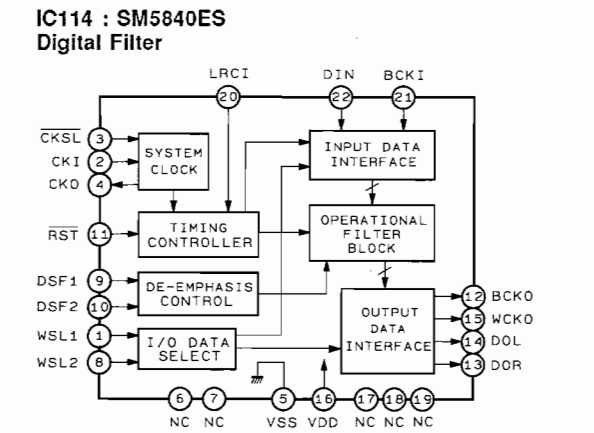 IC114 : SM5840ES
Digital Filter
LRCI DIN BCKI
20 22 21
CKSL 3
CKI 2
CKO 4
SYSTEM
CLOCK
INPUT DATA
INTERFACE
RST 11
TIMING
CONTROLLER
OPERATIONAL
FILTER
BLOCK
DSF1 9
DSF2 10
DE-EMPHASIS
CONTROL
WSL1 1
WSL2 8
I/O DATA
SELECT
OUTPUT
DATA
INTERFACE
12 BCKO
15 WCKO
14 DOL
13 DOR
6 7 5 16 17 18 19
NC NC VSS VDD NC NC NC